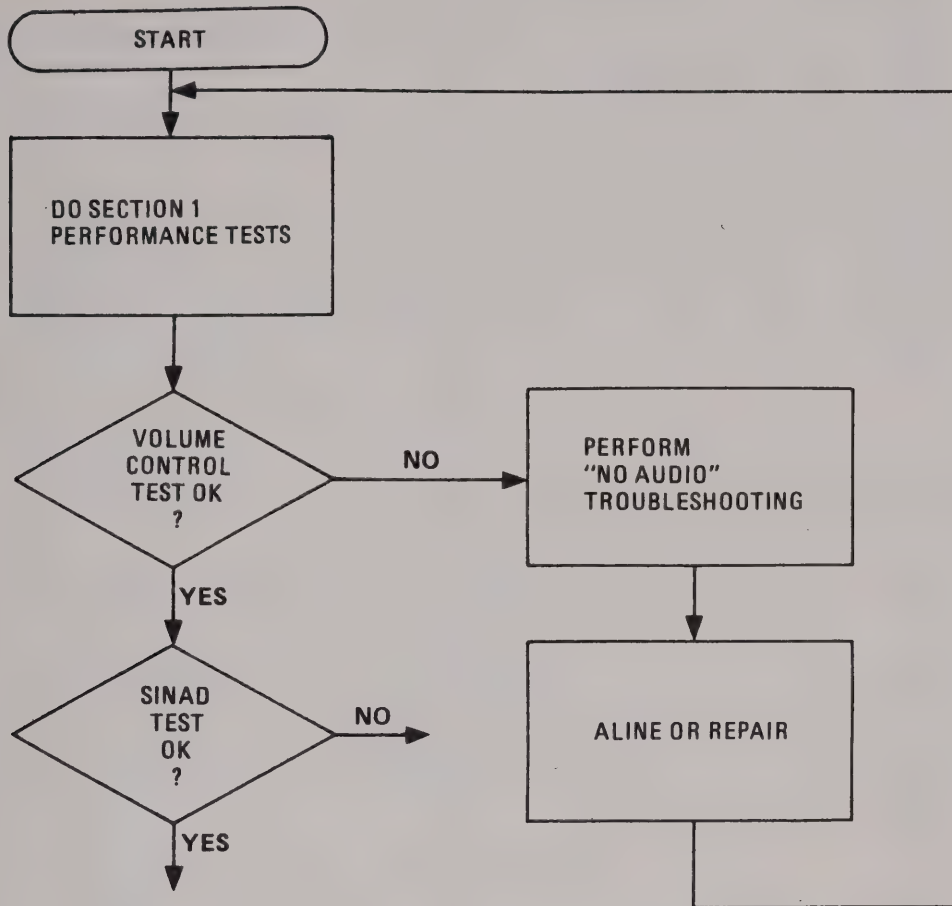 START
DO SECTION 1
PERFORMANCE TESTS
VOLUME
CONTROL
TEST OK
?
NO
PERFORM
"NO AUDIO"
TROUBLESHOOTING
YES
SINAD
TEST
OK
?
NO
ALINE OR REPAIR
YES